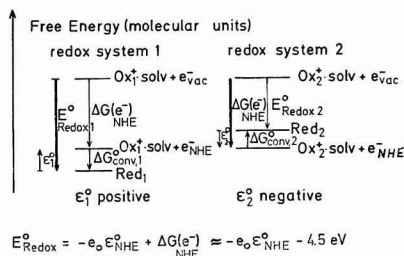 Free Energy (molecular units)
redox system 1
redox system 2
Ox₁⁺·solv + e⁻vac
Ox₂⁺·solv + e⁻vac
E°Redox 1
ΔG(e⁻)NHE
ΔG(e⁻)NHE
E°Redox 2
Red₂
Ox₁⁺·solv + e⁻NHE
ε₁°
ΔG°conv,1
ΔG°conv,2
Ox₂⁺·solv + e⁻NHE
Red₁
ε₁° positive
ε₂° negative
E°Redox = −e₀ε°NHE + ΔG(e⁻)NHE ≈ −e₀ε°NHE − 4.5 eV